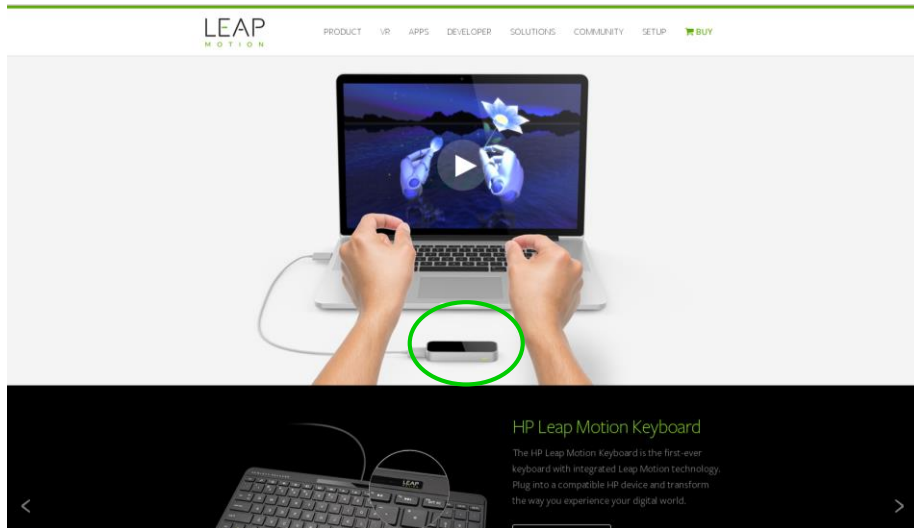 LEAP
MOTION
PRODUCT VR APPS DEVELOPER SOLUTIONS COMMUNITY SETUP BUY
HP Leap Motion Keyboard
The HP Leap Motion Keyboard is the first-ever
keyboard with integrated Leap Motion technology.
Plug into a compatible HP device and transform
the way you experience your digital world.
LEAP